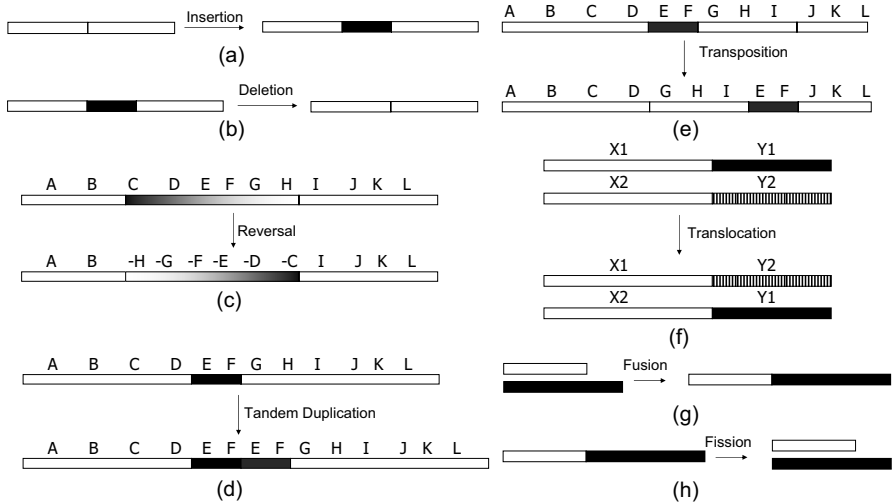 Insertion
(a)
Deletion
(b)
A B C D E F G H I J K L
Reversal
A B -H -G -F -E -D -C I J K L
(c)
A B C D E F G H I J K L
Tandem Duplication
A B C D E F E F G H I J K L
(d)
A B C D E F G H I J K L
Transposition
A B C D G H I E F J K L
(e)
X1 Y1
X2 Y2
Translocation
X1 Y2
X2 Y1
(f)
Fusion
(g)
Fission
(h)